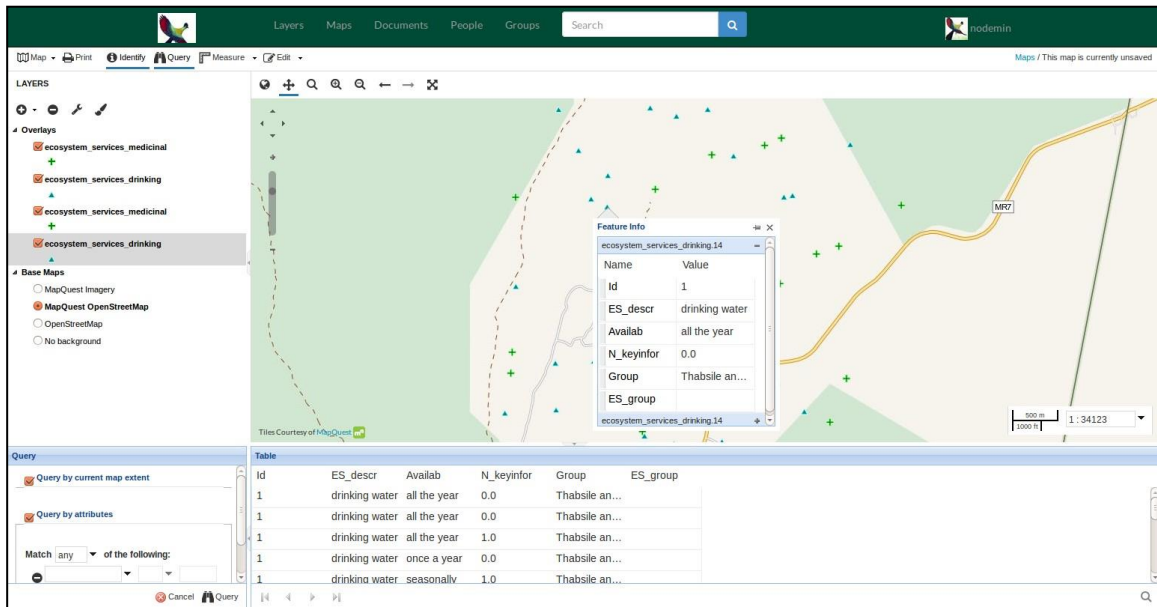 Layers Maps Documents People Groups Search nodemin
Map Print Identify Query Measure Edit Maps / This map is currently unsaved
LAYERS
Overlays
ecosystem_services_medicinal
ecosystem_services_drinking
ecosystem_services_medicinal
ecosystem_services_drinking
Base Maps
MapQuest Imagery
MapQuest OpenStreetMap
OpenStreetMap
No background
MR7
Feature Info
ecosystem_services_drinking.14
Name Value
Id 1
ES_descr drinking water
Availab all the year
N_keyinfor 0.0
Group Thabsile an...
ES_group
ecosystem_services_drinking.14
Tiles Courtesy of MapQuest
500 m
1000 ft
1 : 34123
Query
Query by current map extent
Query by attributes
Match any of the following:
Cancel Query
Table
Id ES_descr Availab N_keyinfor Group ES_group
1 drinking water all the year 0.0 Thabsile an...
1 drinking water all the year 0.0 Thabsile an...
1 drinking water all the year 1.0 Thabsile an...
1 drinking water once a year 0.0 Thabsile an...
1 drinking water seasonally 1.0 Thabsile an...